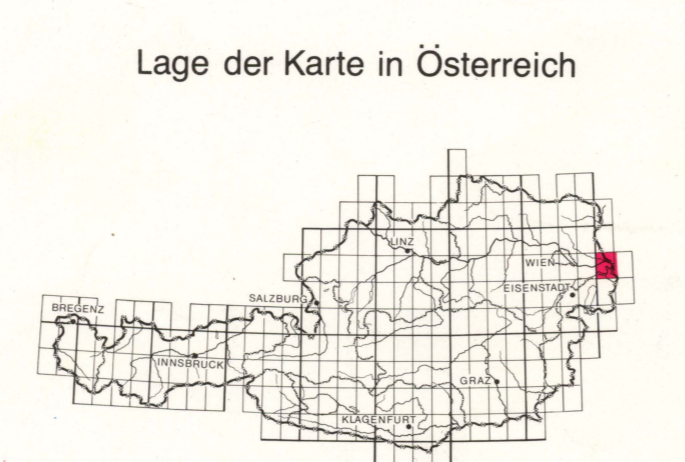 Lage der Karte in Österreich
LINZ
WIEN
EISENSTADT
SALZBURG
BREGENZ
INNSBRUCK
GRAZ
KLAGENFURT